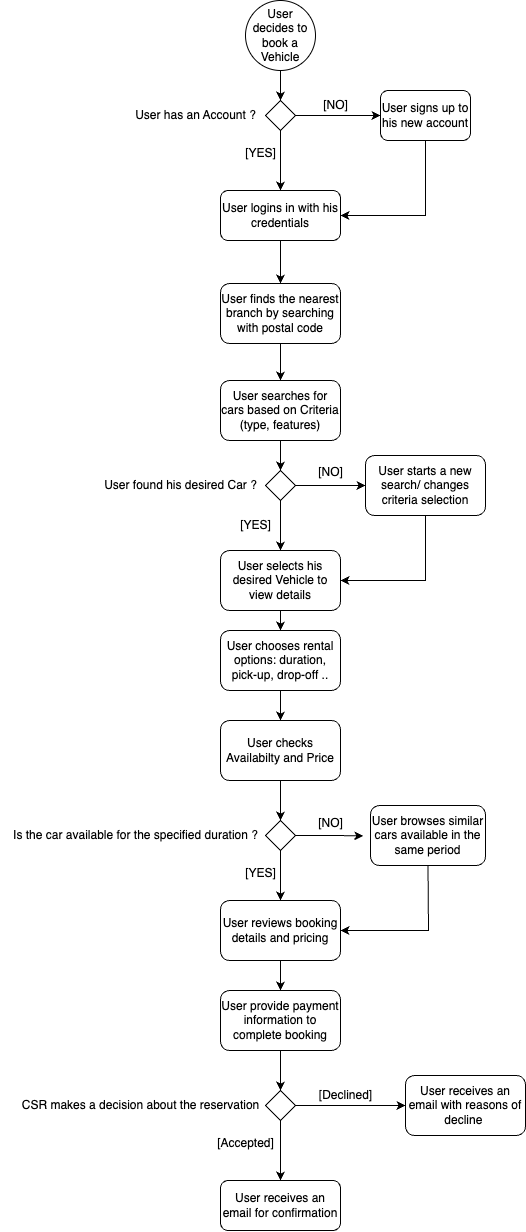 User
decides to
book a
Vehicle
User has an Account ?
[NO]
User signs up to
his new account
[YES]
User logins in with his
credentials
User finds the nearest
branch by searching
with postal code
User searches for
cars based on Criteria
(type, features)
User found his desired Car ?
[NO]
User starts a new
search/ changes
criteria selection
[YES]
User selects his
desired Vehicle to
view details
User chooses rental
options: duration,
pick-up, drop-off ..
User checks
Availabilty and Price
Is the car available for the specified duration ?
[NO]
User browses similar
cars available in the
same period
[YES]
User reviews booking
details and pricing
User provide payment
information to
complete booking
CSR makes a decision about the reservation
[Declined]
User receives an
email with reasons of
decline
[Accepted]
User receives an
email for confirmation